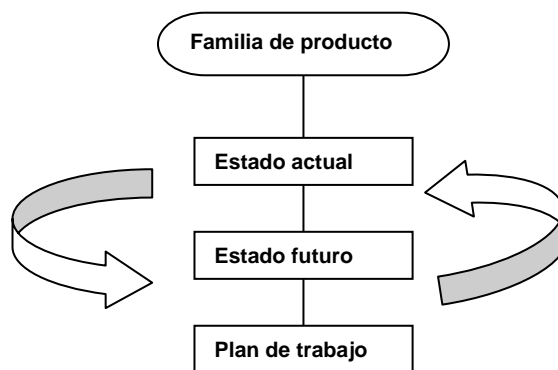 Familia de producto
Estado actual
Estado futuro
Plan de trabajo